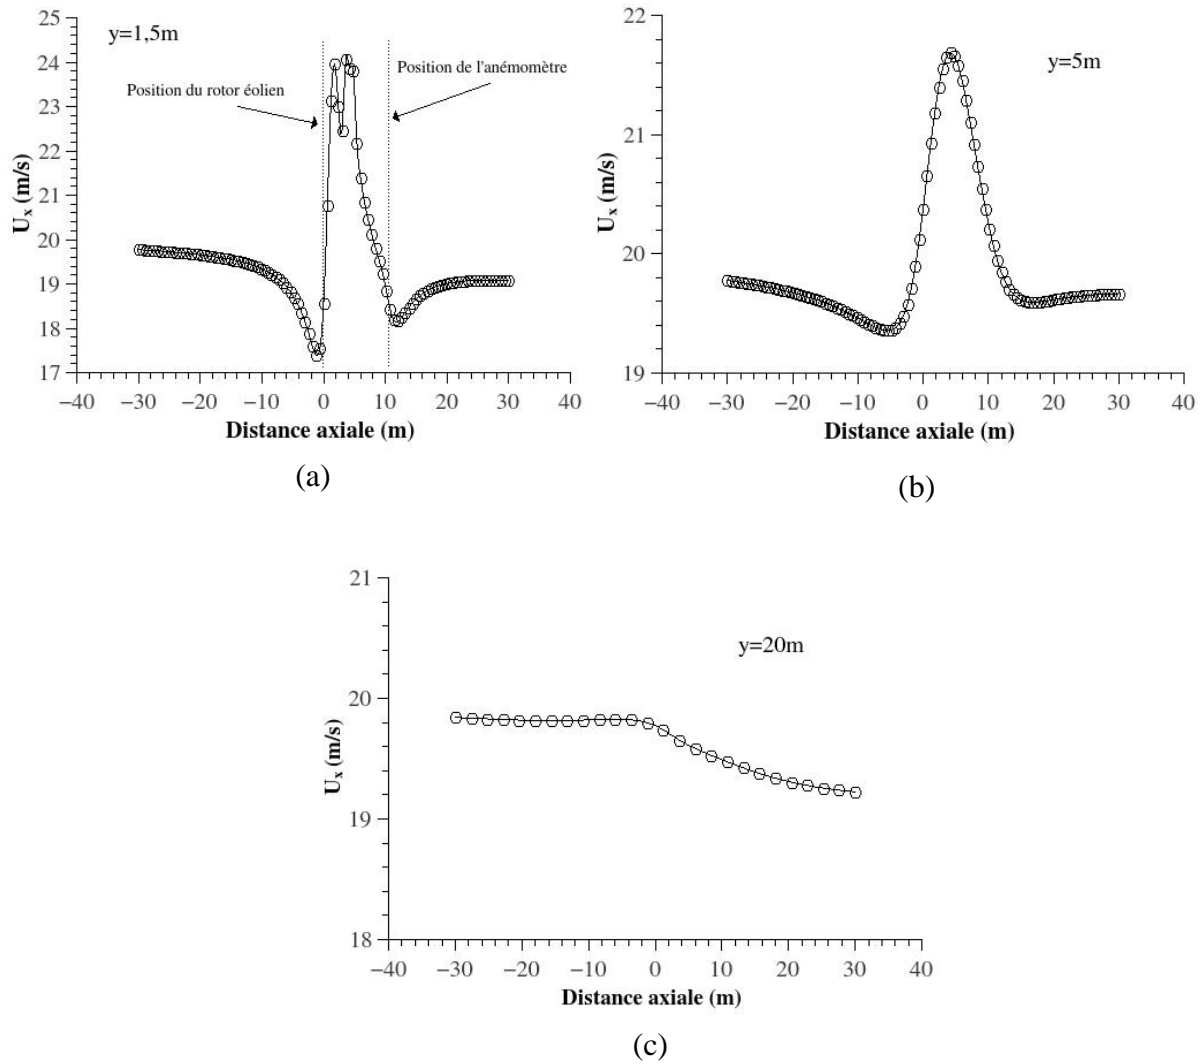 y=1,5m
Position du rotor éolien
Position de l'anémomètre
25
24
23
22
21
20
19
18
17
Uₓ (m/s)
−40 −30 −20 −10 0 10 20 30 40
Distance axiale (m)
(a)
y=5m
22
21
20
19
Uₓ (m/s)
−40 −30 −20 −10 0 10 20 30 40
Distance axiale (m)
(b)
y=20m
21
20
19
18
Uₓ (m/s)
−40 −30 −20 −10 0 10 20 30 40
Distance axiale (m)
(c)